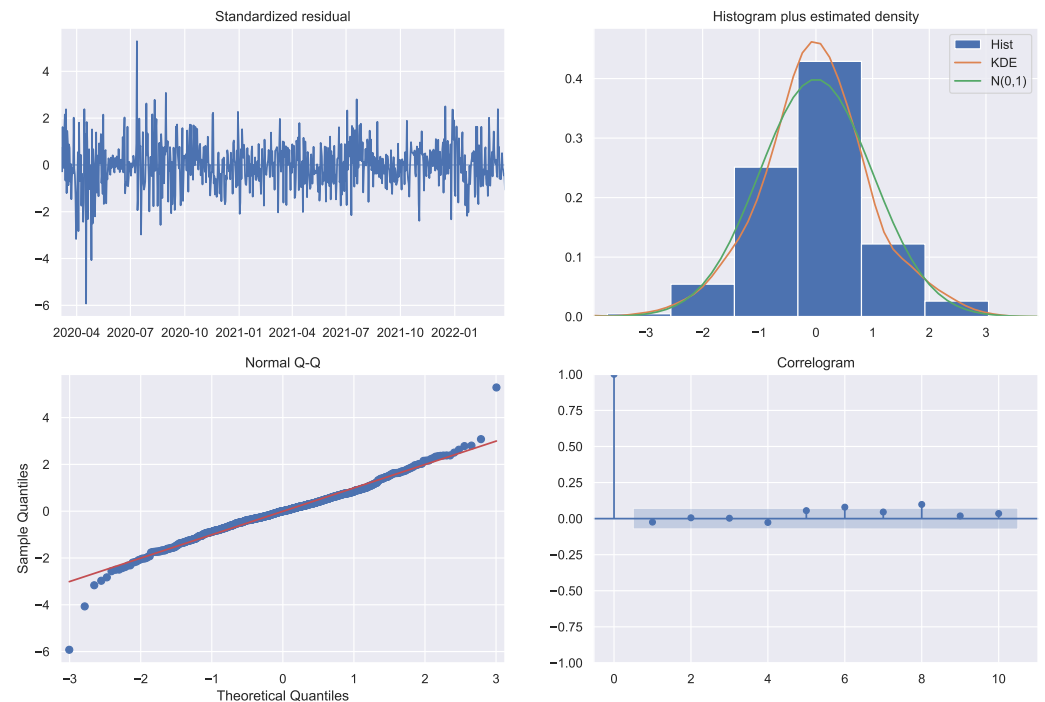 Standardized residual
4
2
0
−2
−4
−6
2020-04 2020-07 2020-10 2021-01 2021-04 2021-07 2021-10 2022-01
Histogram plus estimated density
Hist
KDE
N(0,1)
0.4
0.3
0.2
0.1
0.0
−3 −2 −1 0 1 2 3
Normal Q-Q
Sample Quantiles
4
2
0
−2
−4
−6
−3 −2 −1 0 1 2 3
Theoretical Quantiles
Correlogram
1.00
0.75
0.50
0.25
0.00
−0.25
−0.50
−0.75
−1.00
0 2 4 6 8 10